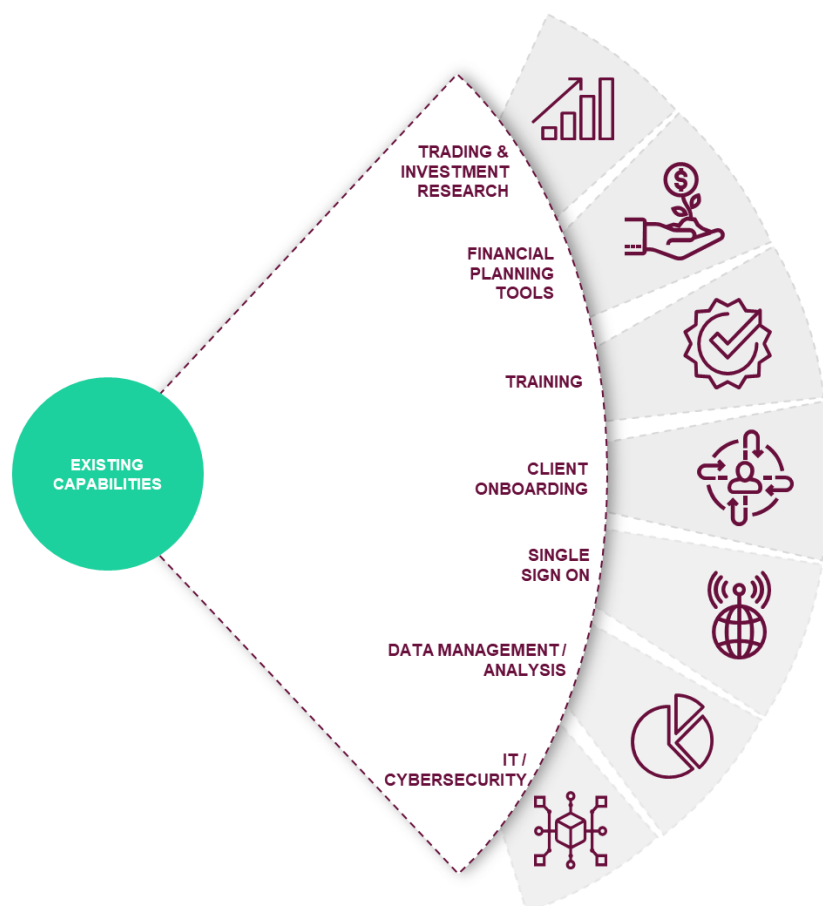 TRADING &
INVESTMENT
RESEARCH
FINANCIAL
PLANNING
TOOLS
TRAINING
EXISTING
CAPABILITIES
CLIENT
ONBOARDING
SINGLE
SIGN ON
DATA MANAGEMENT /
ANALYSIS
IT /
CYBERSECURITY
$